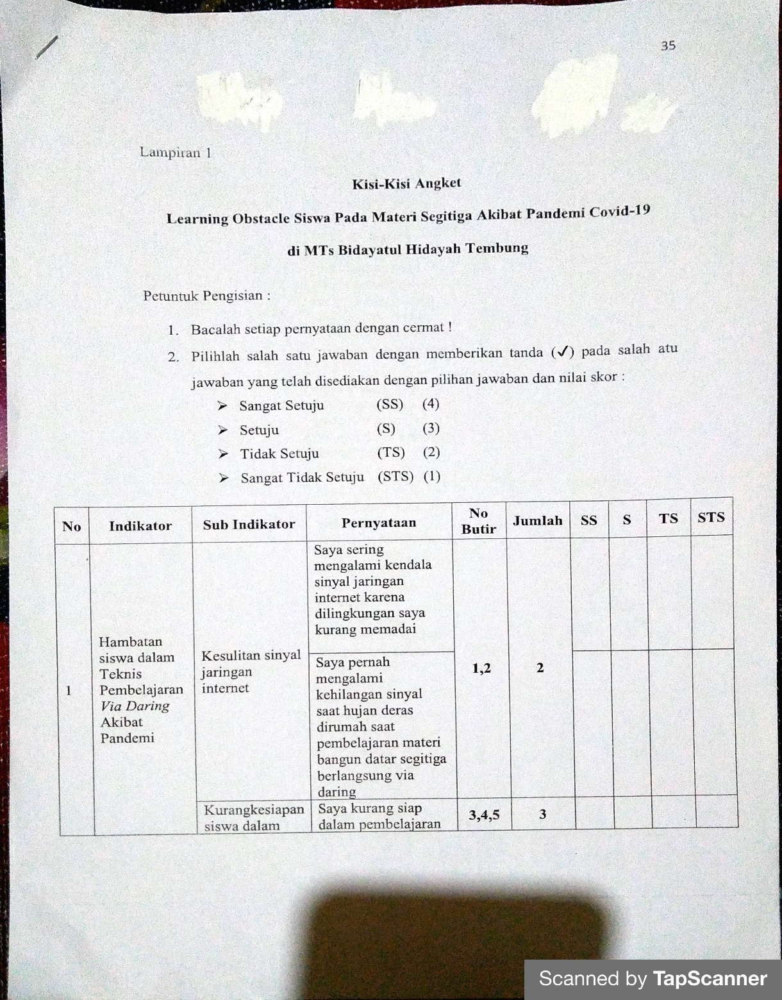 35
Lampiran 1
Kisi-Kisi Angket
Learning Obstacle Siswa Pada Materi Segitiga Akibat Pandemi Covid-19
di MTs Bidayatul Hidayah Tembung
Petuntuk Pengisian :
1. Bacalah setiap pernyataan dengan cermat !
2. Pilihlah salah satu jawaban dengan memberikan tanda (✓) pada salah atu
jawaban yang telah disediakan dengan pilihan jawaban dan nilai skor :
➢ Sangat Setuju (SS) (4)
➢ Setuju (S) (3)
➢ Tidak Setuju (TS) (2)
➢ Sangat Tidak Setuju (STS) (1)
No Indikator Sub Indikator Pernyataan No Butir Jumlah SS S TS STS
1
Hambatan
siswa dalam
Teknis
Pembelajaran
Via Daring
Akibat
Pandemi
Kesulitan sinyal
jaringan
internet
Saya sering
mengalami kendala
sinyal jaringan
internet karena
dilingkungan saya
kurang memadai
Saya pernah
mengalami
kehilangan sinyal
saat hujan deras
dirumah saat
pembelajaran materi
bangun datar segitiga
berlangsung via
daring
1,2
2
Kurangkesiapan
siswa dalam
Saya kurang siap
dalam pembelajaran
3,4,5
3
Scanned by TapScanner